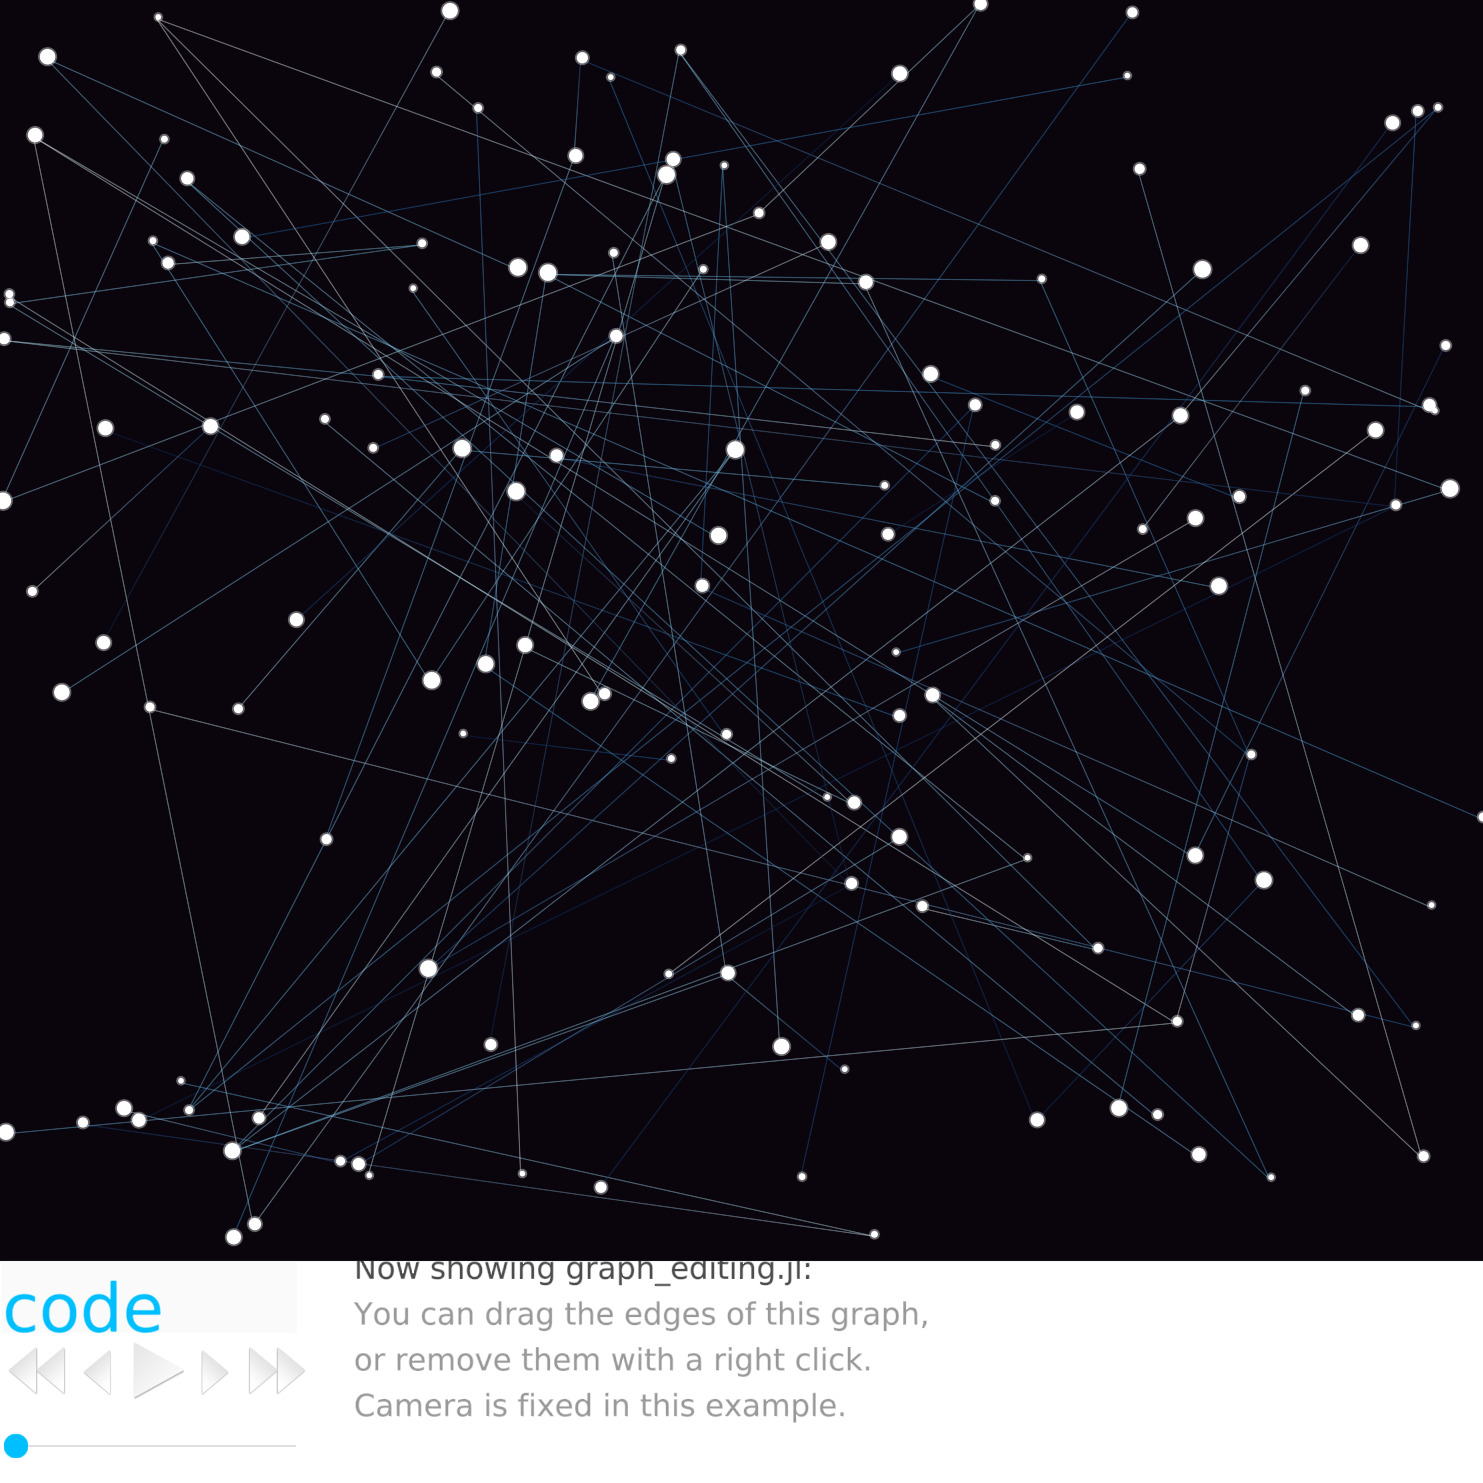 Now showing graph_editing.jl:
code
You can drag the edges of this graph,
or remove them with a right click.
Camera is fixed in this example.